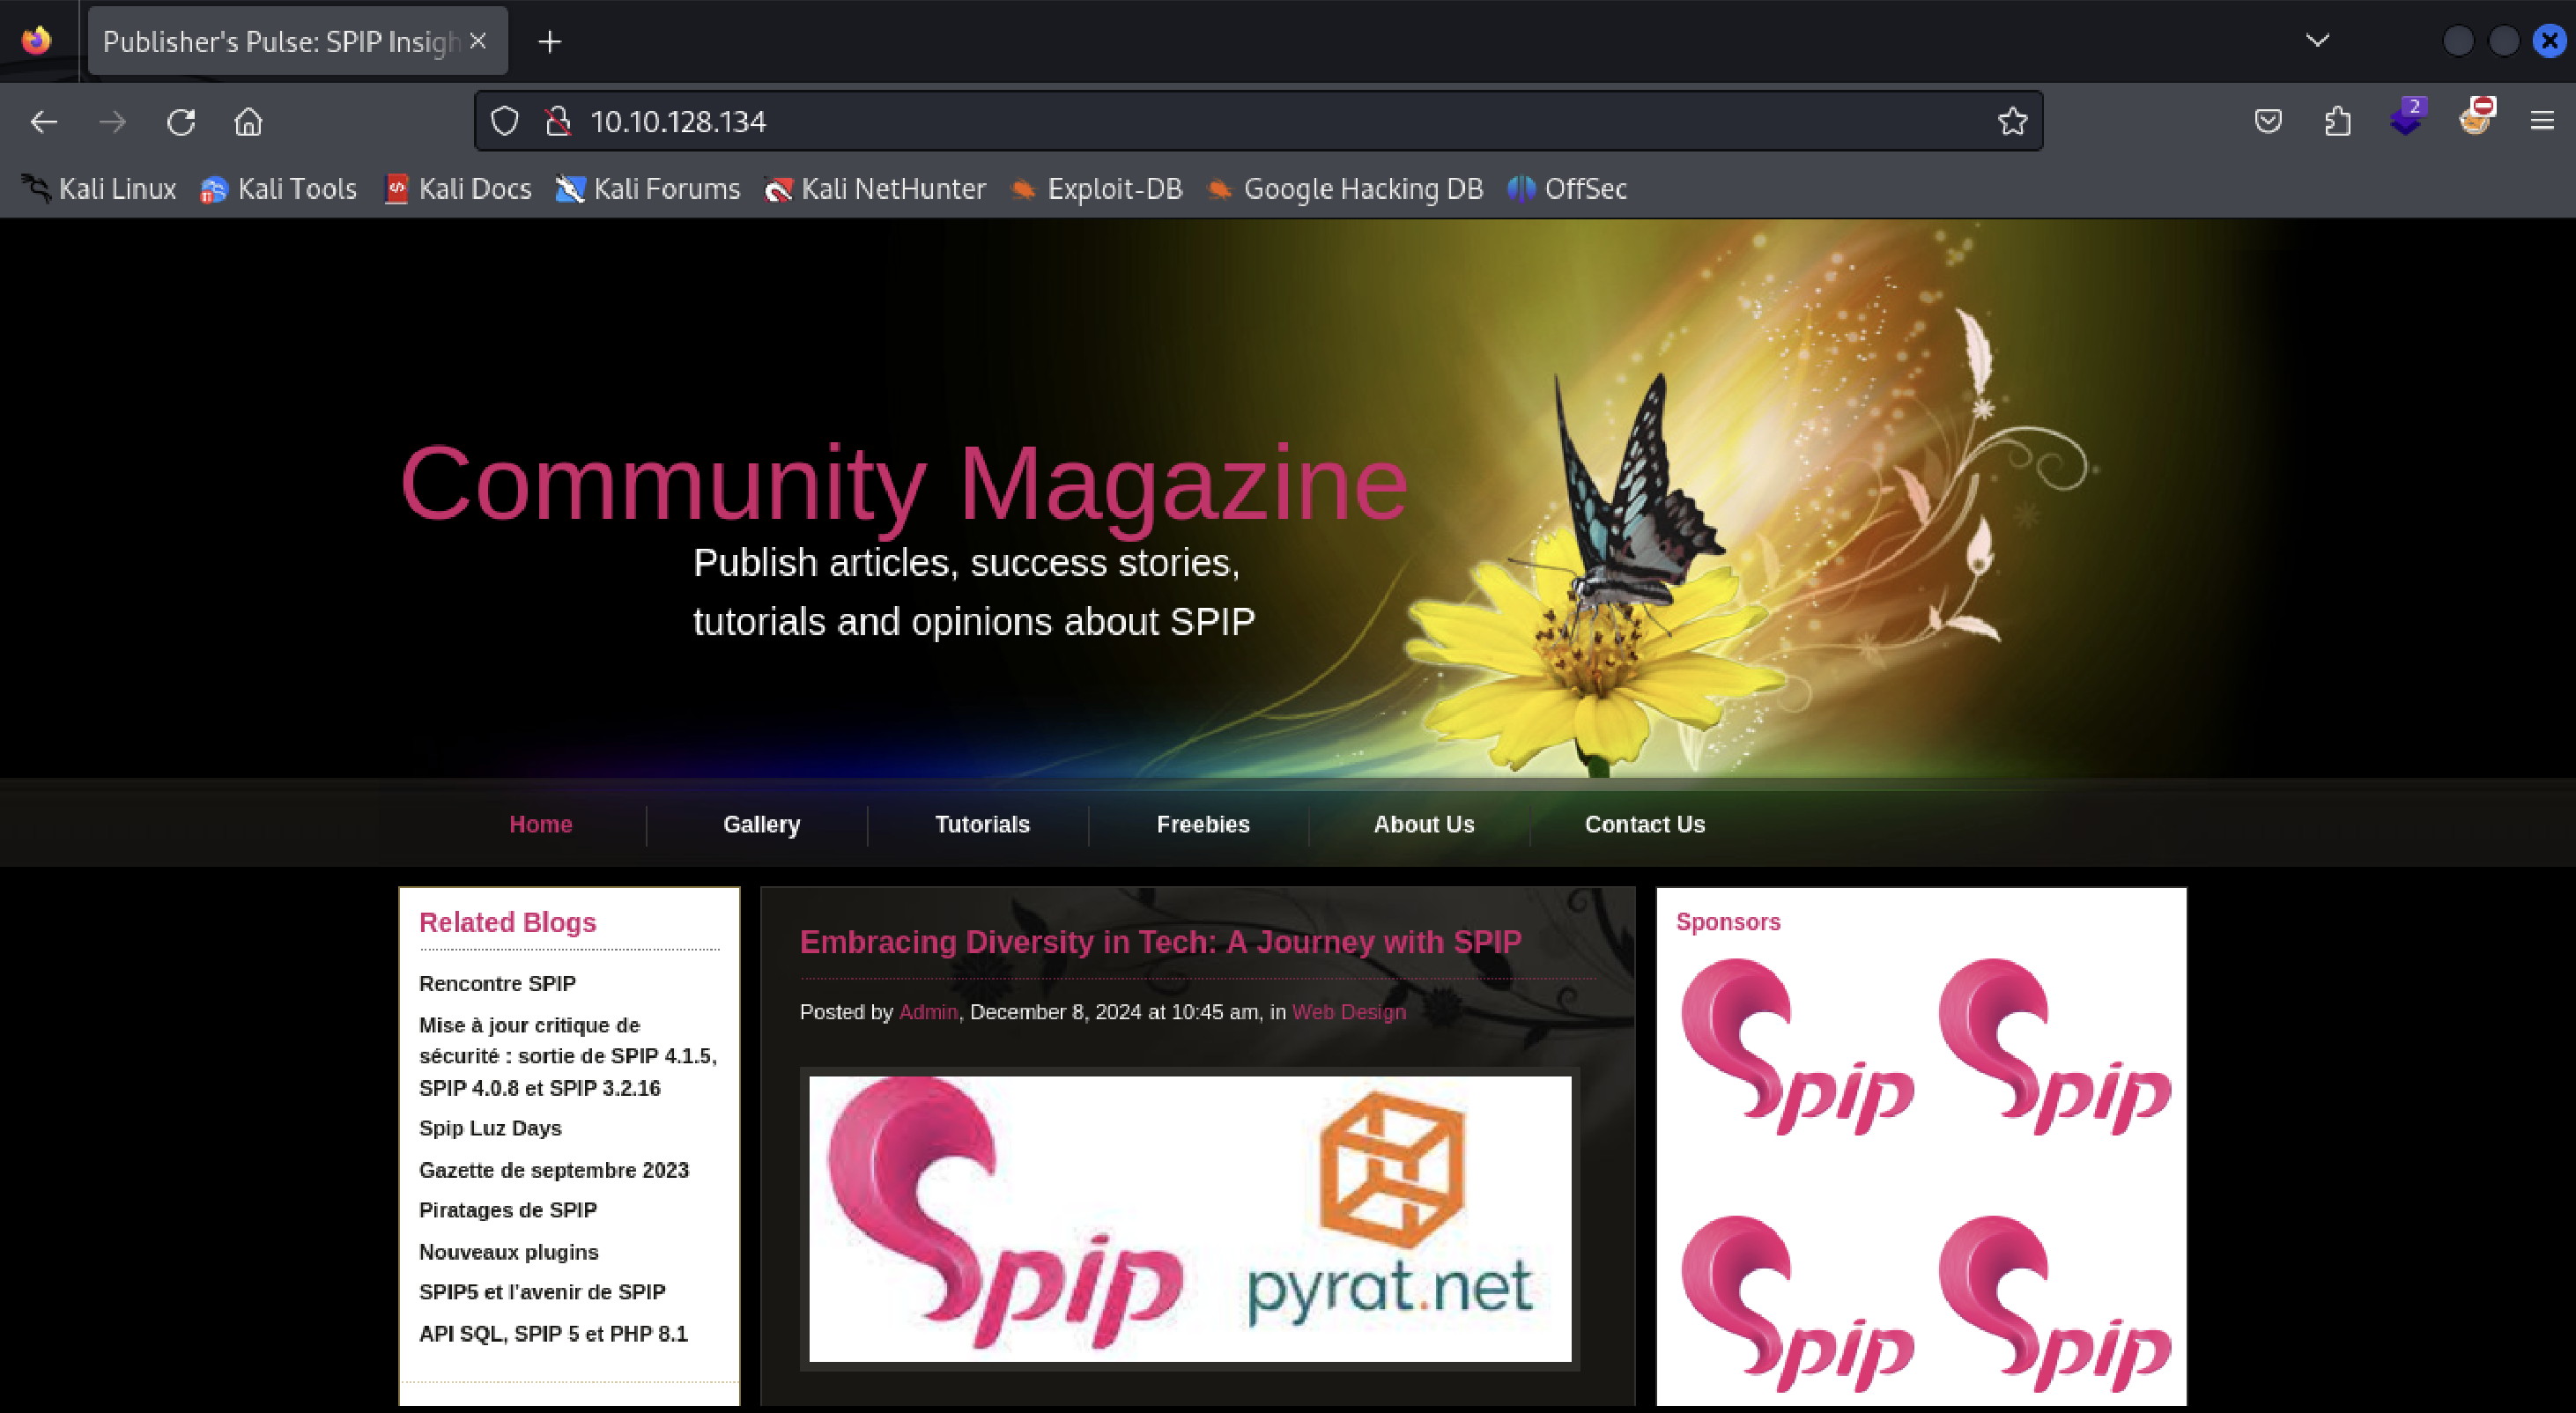 Publisher's Pulse: SPIP Insigh
10.10.128.134
2
Kali Linux Kali Tools Kali Docs Kali Forums Kali NetHunter Exploit-DB Google Hacking DB OffSec
Community Magazine
Publish articles, success stories,
tutorials and opinions about SPIP
Home Gallery Tutorials Freebies About Us Contact Us
Related Blogs
Rencontre SPIP
Mise à jour critique de
sécurité : sortie de SPIP 4.1.5,
SPIP 4.0.8 et SPIP 3.2.16
Spip Luz Days
Gazette de septembre 2023
Piratages de SPIP
Nouveaux plugins
SPIP5 et l'avenir de SPIP
API SQL, SPIP 5 et PHP 8.1
Embracing Diversity in Tech: A Journey with SPIP
Posted by Admin, December 8, 2024 at 10:45 am, in Web Design
Spip
pyrat.net
Sponsors
Spip Spip
Spip Spip